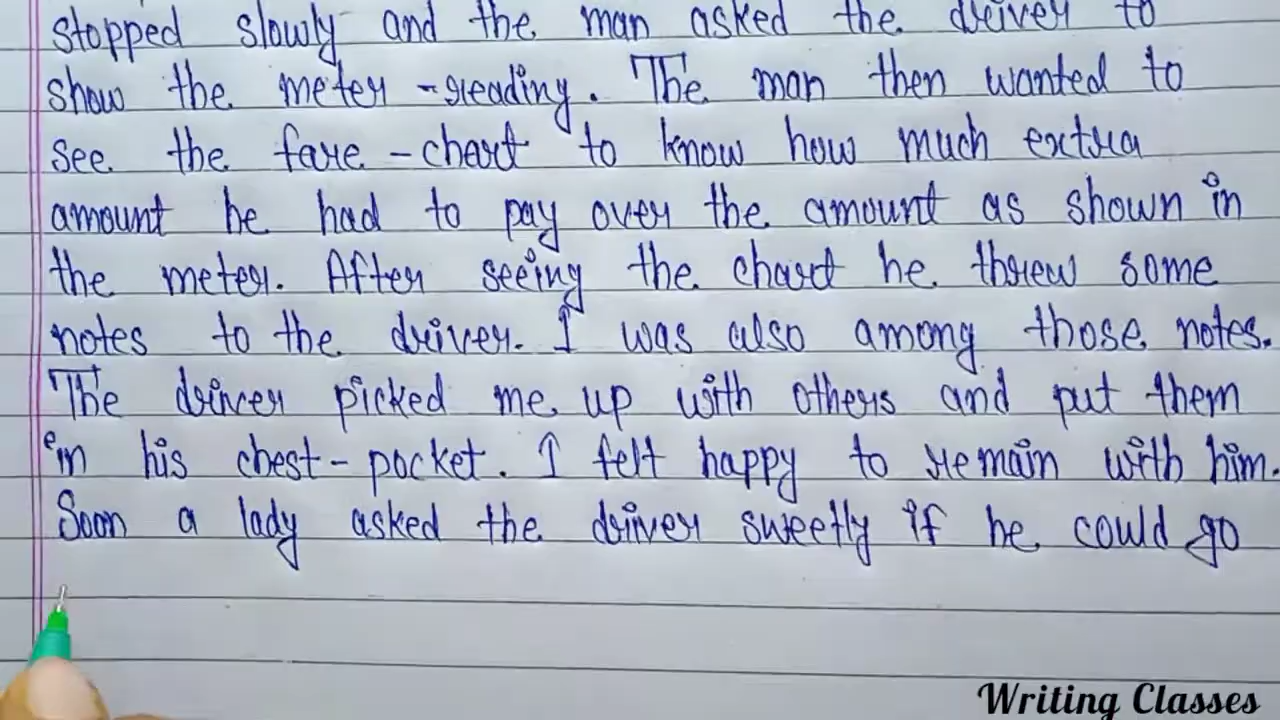 stopped slowly and the man asked the driver to
show the meter-reading. The man then wanted to
see the fare-chart to know how much extra
amount he had to pay over the amount as shown in
the meter. After seeing the chart he threw some
notes to the driver. I was also among those notes.
The driver picked me up with others and put them
in his chest-pocket. I felt happy to remain with him.
Soon a lady asked the driver sweetly if he could go
Writing Classes